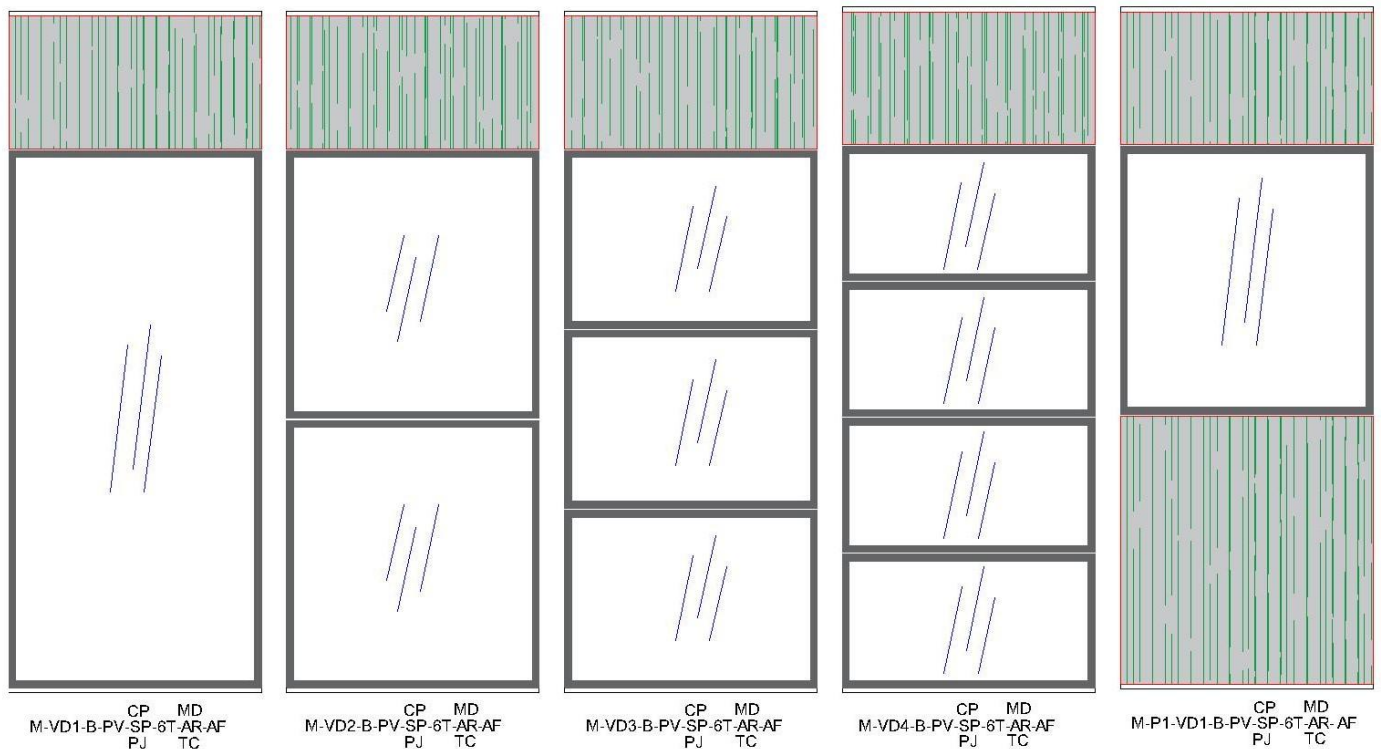 CP MD
M-VD1-B-PV-SP-6T-AR-AF
PJ TC
CP MD
M-VD2-B-PV-SP-6T-AR-AF
PJ TC
CP MD
M-VD3-B-PV-SP-6T-AR-AF
PJ TC
CP MD
M-VD4-B-PV-SP-6T-AR-AF
PJ TC
CP MD
M-P1-VD1-B-PV-SP-6T-AR- AF
PJ TC